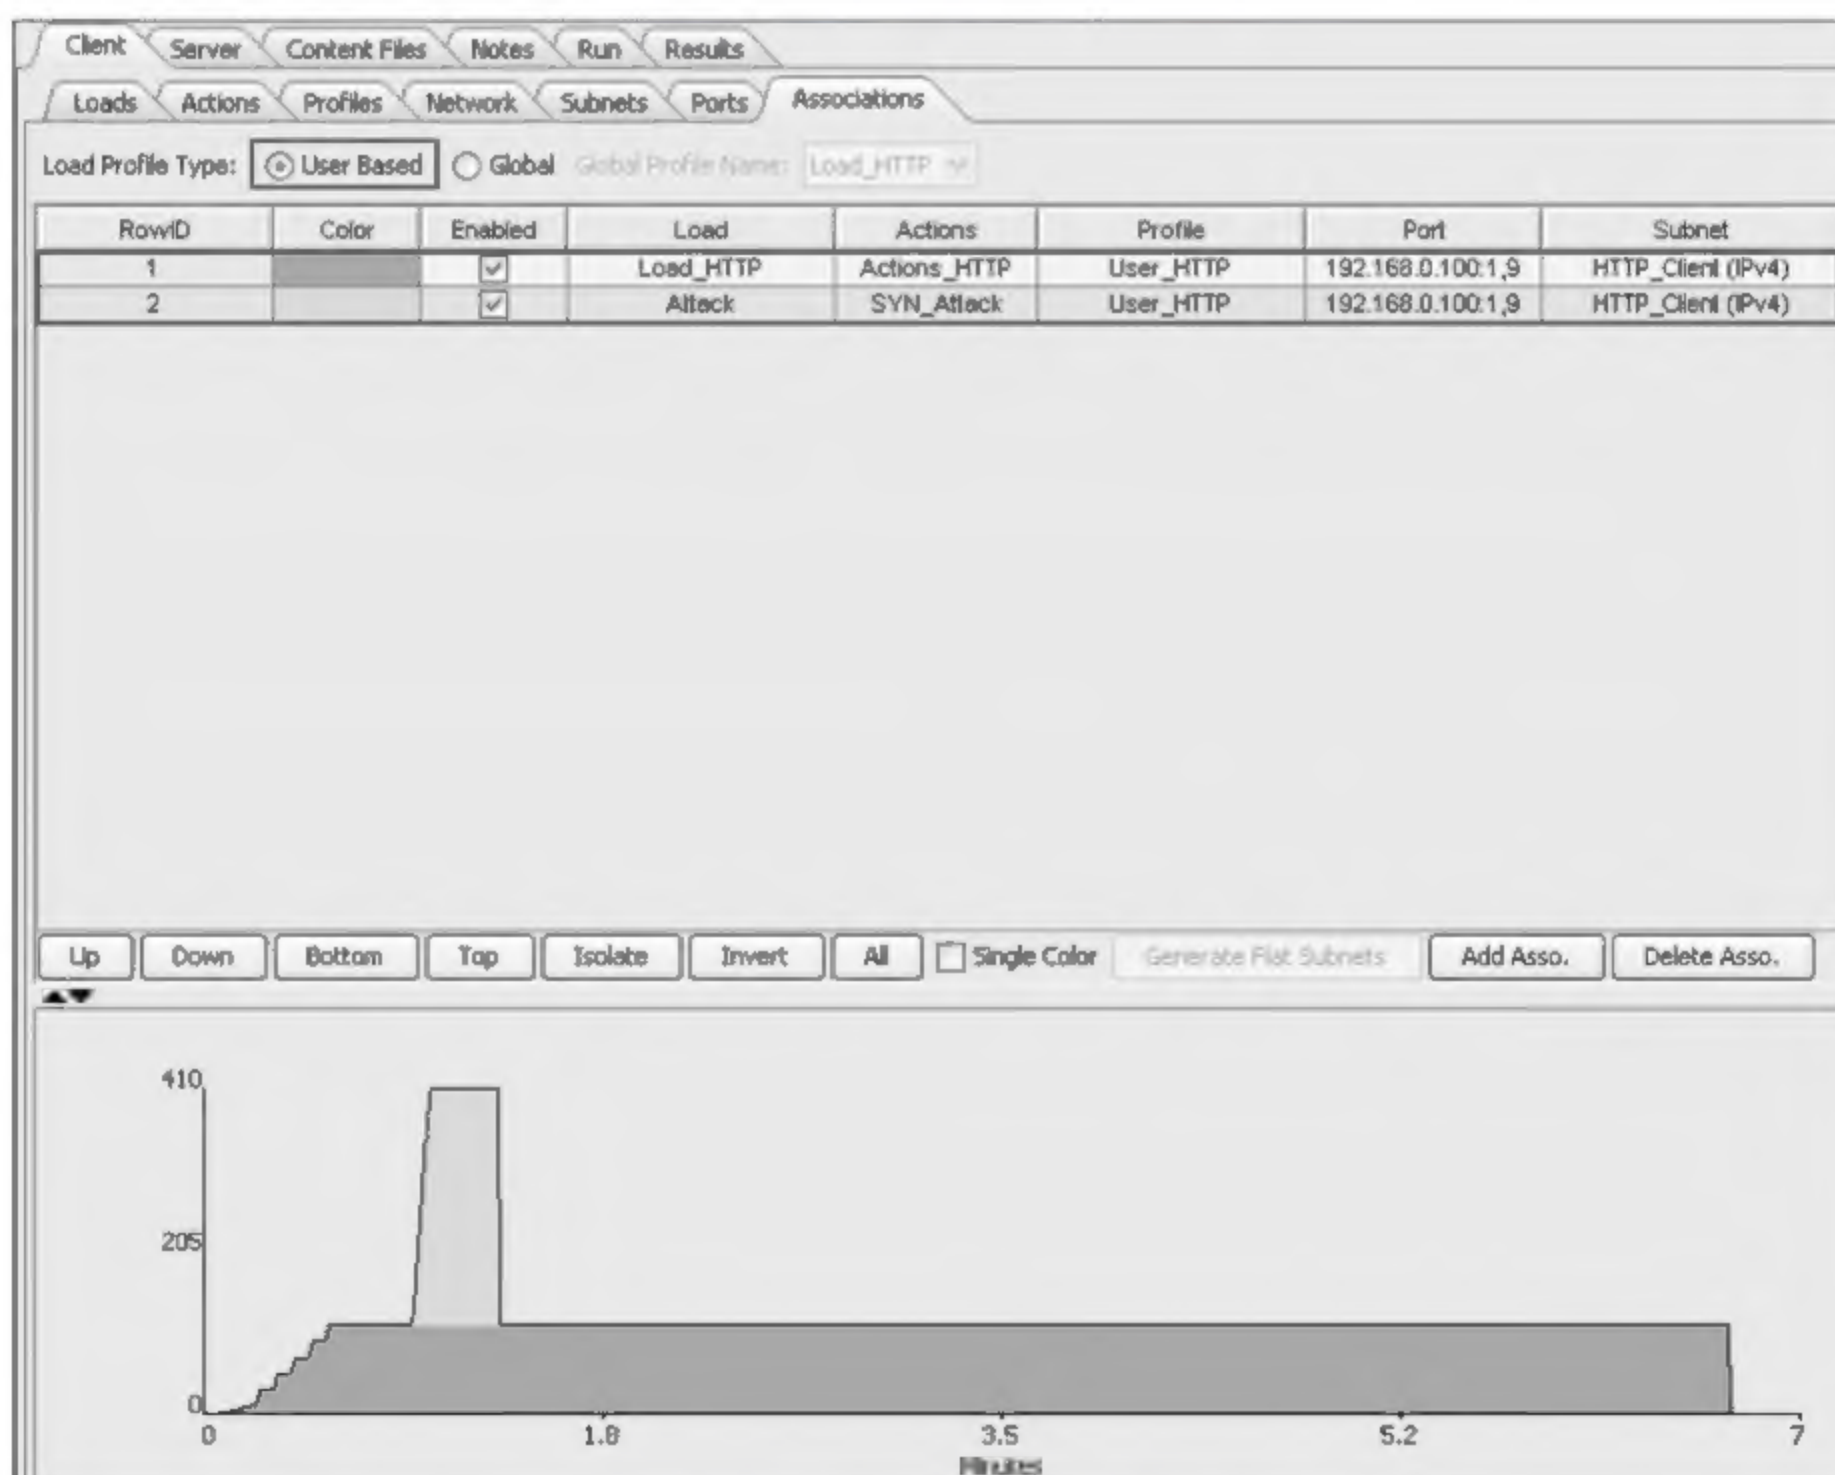 Client Server Content Files Notes Run Results
Loads Actions Profiles Network Subnets Ports Associations
Load Profile Type: User Based Global Global Profile Name: Load_HTTP
RowID Color Enabled Load Actions Profile Port Subnet
1 Load_HTTP Actions_HTTP User_HTTP 192.168.0.100:1,9 HTTP_Client (IPv4)
2 Attack SYN_Attack User_HTTP 192.168.0.100:1,9 HTTP_Client (IPv4)
Up Down Bottom Top Isolate Invert All Single Color Generate Flat Subnets Add Asso. Delete Asso.
410
205
0
0 1.8 3.5 5.2 7
Minutes